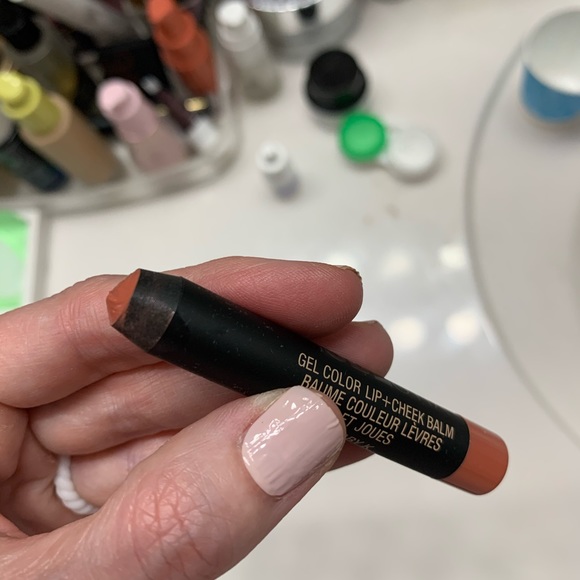 GEL COLOR LIP+CHEEK BALM
BAUME COULEUR LÈVRES
ET JOUES